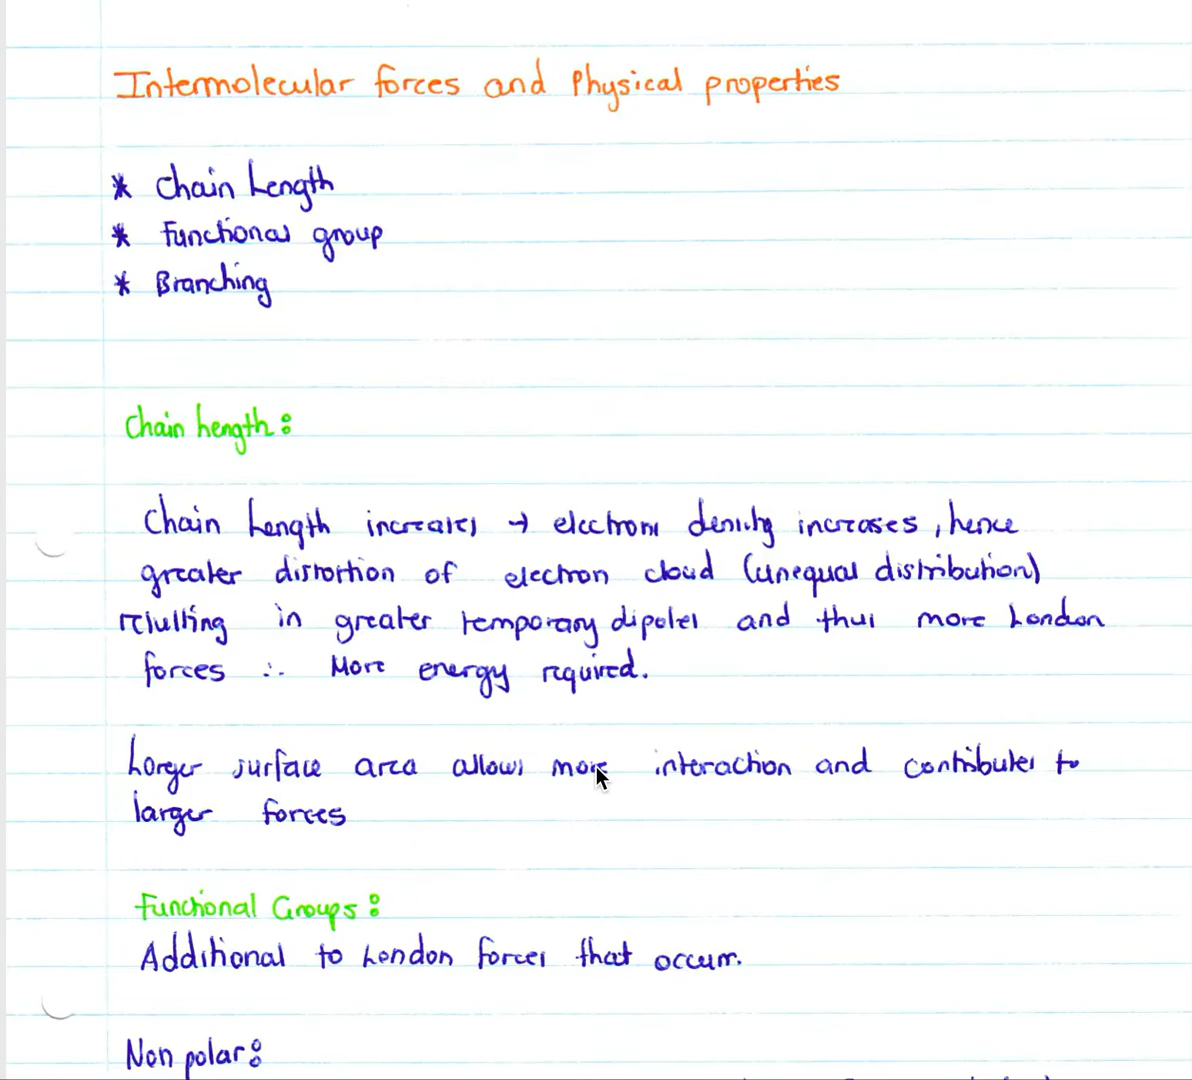 Intermolecular forces and Physical properties
* Chain Length
* Functional group
* Branching
Chain Length:
Chain Length increases → electron density increases, hence
greater distortion of electron cloud (unequal distribution)
resulting in greater temporary dipoles and thus more London
forces ∴ More energy required.
Larger surface area allows more interaction and contributes to
larger forces
Functional Groups:
Additional to London forces that occurr.
Non polar: